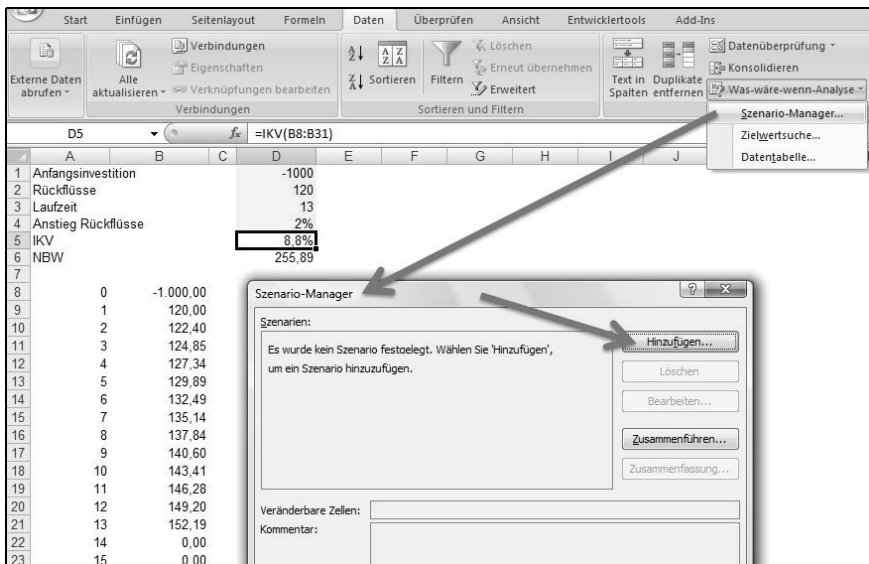 Start Einfügen Seitenlayout Formeln Daten Überprüfen Ansicht Entwicklertools Add-Ins
Externe Daten abrufen
Alle aktualisieren
Verbindungen
Eigenschaften
Verknüpfungen bearbeiten
Verbindungen
Sortieren
Filtern
Löschen
Erneut übernehmen
Erweitert
Sortieren und Filtern
Text in Spalten
Duplikate entfernen
Datenüberprüfung
Konsolidieren
Was-wäre-wenn-Analyse
Szenario-Manager...
Zielwertsuche...
Datentabelle...
D5 fx =IKV(B8:B31)
A B C D E F G H I J
1 Anfangsinvestition -1000
2 Rückflüsse 120
3 Laufzeit 13
4 Anstieg Rückflüsse 2%
5 IKV 8,8%
6 NBW 255,89
7
8 0 -1.000,00
9 1 120,00
10 2 122,40
11 3 124,85
12 4 127,34
13 5 129,89
14 6 132,49
15 7 135,14
16 8 137,84
17 9 140,60
18 10 143,41
19 11 146,28
20 12 149,20
21 13 152,19
22 14 0,00
23 15 0,00
Szenario-Manager
Szenarien:
Es wurde kein Szenario festoelegt. Wählen Sie 'Hinzufügen',
um ein Szenario hinzuzufügen.
Hinzufügen...
Löschen
Bearbeiten...
Zusammenführen...
Zusammenfassung...
Veränderbare Zellen:
Kommentar: